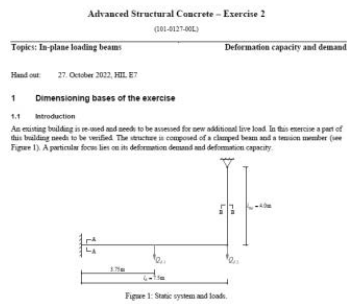 Advanced Structural Concrete – Exercise 2
(101-0127-00L)
Topics: In-plane loading beams Deformation capacity and demand
Hand out: 27. October 2022, HIL E7
1 Dimensioning bases of the exercise
1.1 Introduction
An existing building is re-used and needs to be assessed for new additional live load. In this exercise a part of
this building needs to be verified. The structure is composed of a clamped beam and a tension member (see
Figure 1). A particular focus lies on its deformation demand and deformation capacity.
B B
= 4.0m
A
A
3.75m
Figure 1: Static system and loads.